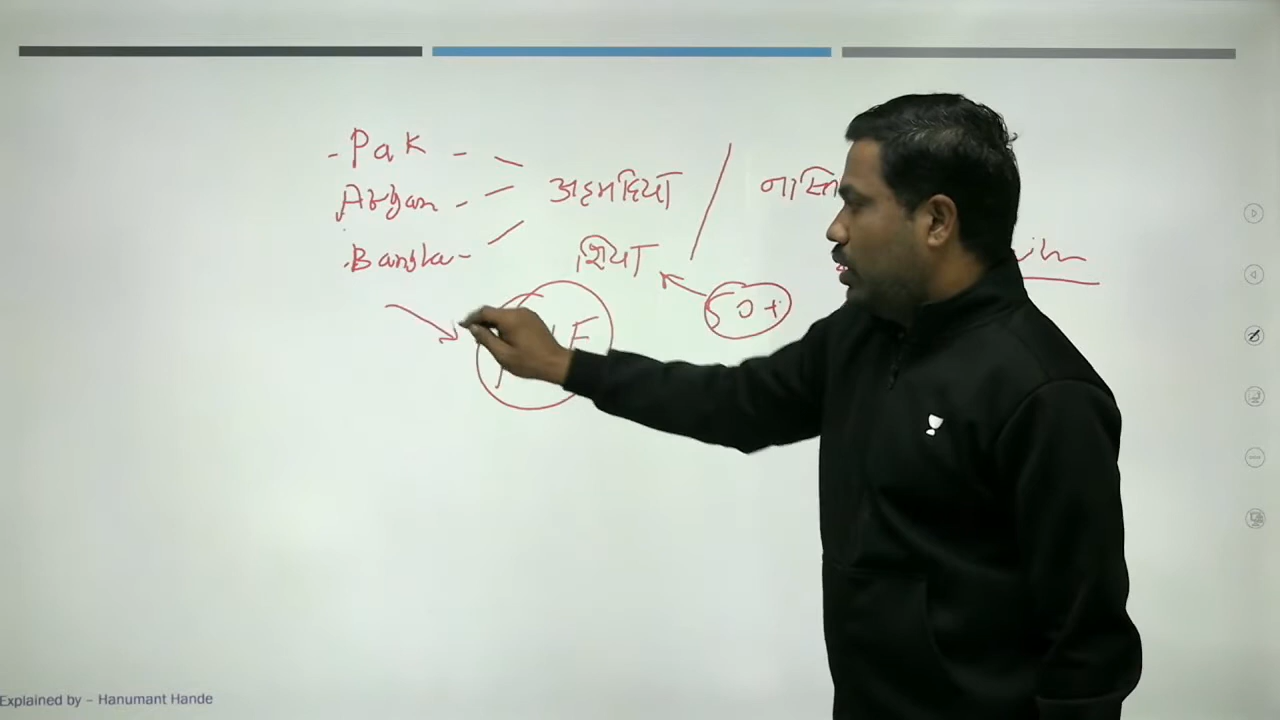 - Pak -
Afgan - अहमदिया /
. Bangla - शिया
50+
Explained by – Hanumant Hande